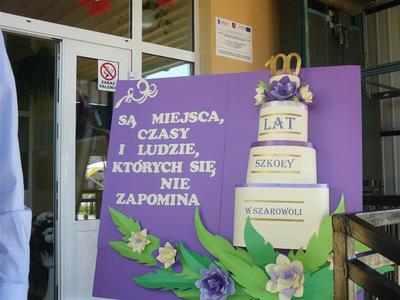 ZAKAZ
PALENIA
SĄ MIEJSCA,
CZASY
I LUDZIE,
KTÓRYCH SIĘ
NIE
ZAPOMINA
100
LAT
SZKOŁY
W SZAROWOLI